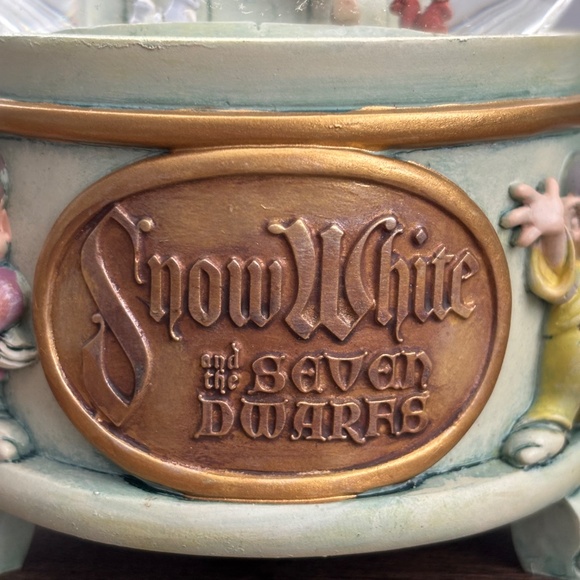 Snow White
and the SEVEN
DWARFS